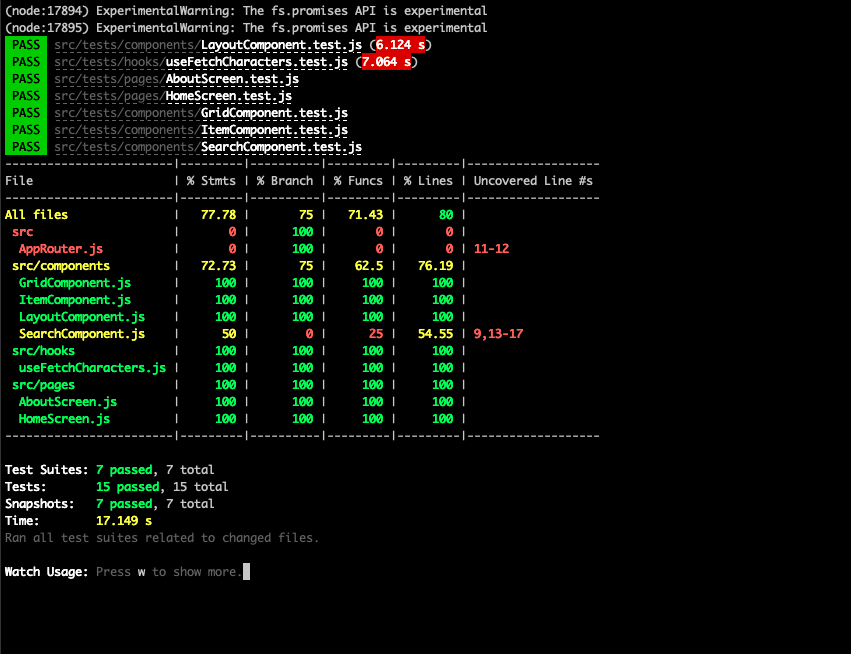 (node:17894) ExperimentalWarning: The fs.promises API is experimental
(node:17895) ExperimentalWarning: The fs.promises API is experimental
PASS src/tests/components/LayoutComponent.test.js (6.124 s)
PASS src/tests/hooks/useFetchCharacters.test.js (7.064 s)
PASS src/tests/pages/AboutScreen.test.js
PASS src/tests/pages/HomeScreen.test.js
PASS src/tests/components/GridComponent.test.js
PASS src/tests/components/ItemComponent.test.js
PASS src/tests/components/SearchComponent.test.js
------------------------|---------|----------|---------|---------|-------------------
File                    | % Stmts | % Branch | % Funcs | % Lines | Uncovered Line #s
------------------------|---------|----------|---------|---------|-------------------
All files               |   77.78 |       75 |   71.43 |      80 |
 src                    |       0 |      100 |       0 |       0 |
  AppRouter.js          |       0 |      100 |       0 |       0 | 11-12
 src/components         |   72.73 |       75 |    62.5 |   76.19 |
  GridComponent.js      |     100 |      100 |     100 |     100 |
  ItemComponent.js      |     100 |      100 |     100 |     100 |
  LayoutComponent.js    |     100 |      100 |     100 |     100 |
  SearchComponent.js    |      50 |        0 |      25 |   54.55 | 9,13-17
 src/hooks              |     100 |      100 |     100 |     100 |
  useFetchCharacters.js |     100 |      100 |     100 |     100 |
 src/pages              |     100 |      100 |     100 |     100 |
  AboutScreen.js        |     100 |      100 |     100 |     100 |
  HomeScreen.js         |     100 |      100 |     100 |     100 |
------------------------|---------|----------|---------|---------|-------------------
Test Suites: 7 passed, 7 total
Tests:       15 passed, 15 total
Snapshots:   7 passed, 7 total
Time:        17.149 s
Ran all test suites related to changed files.
Watch Usage: Press w to show more.